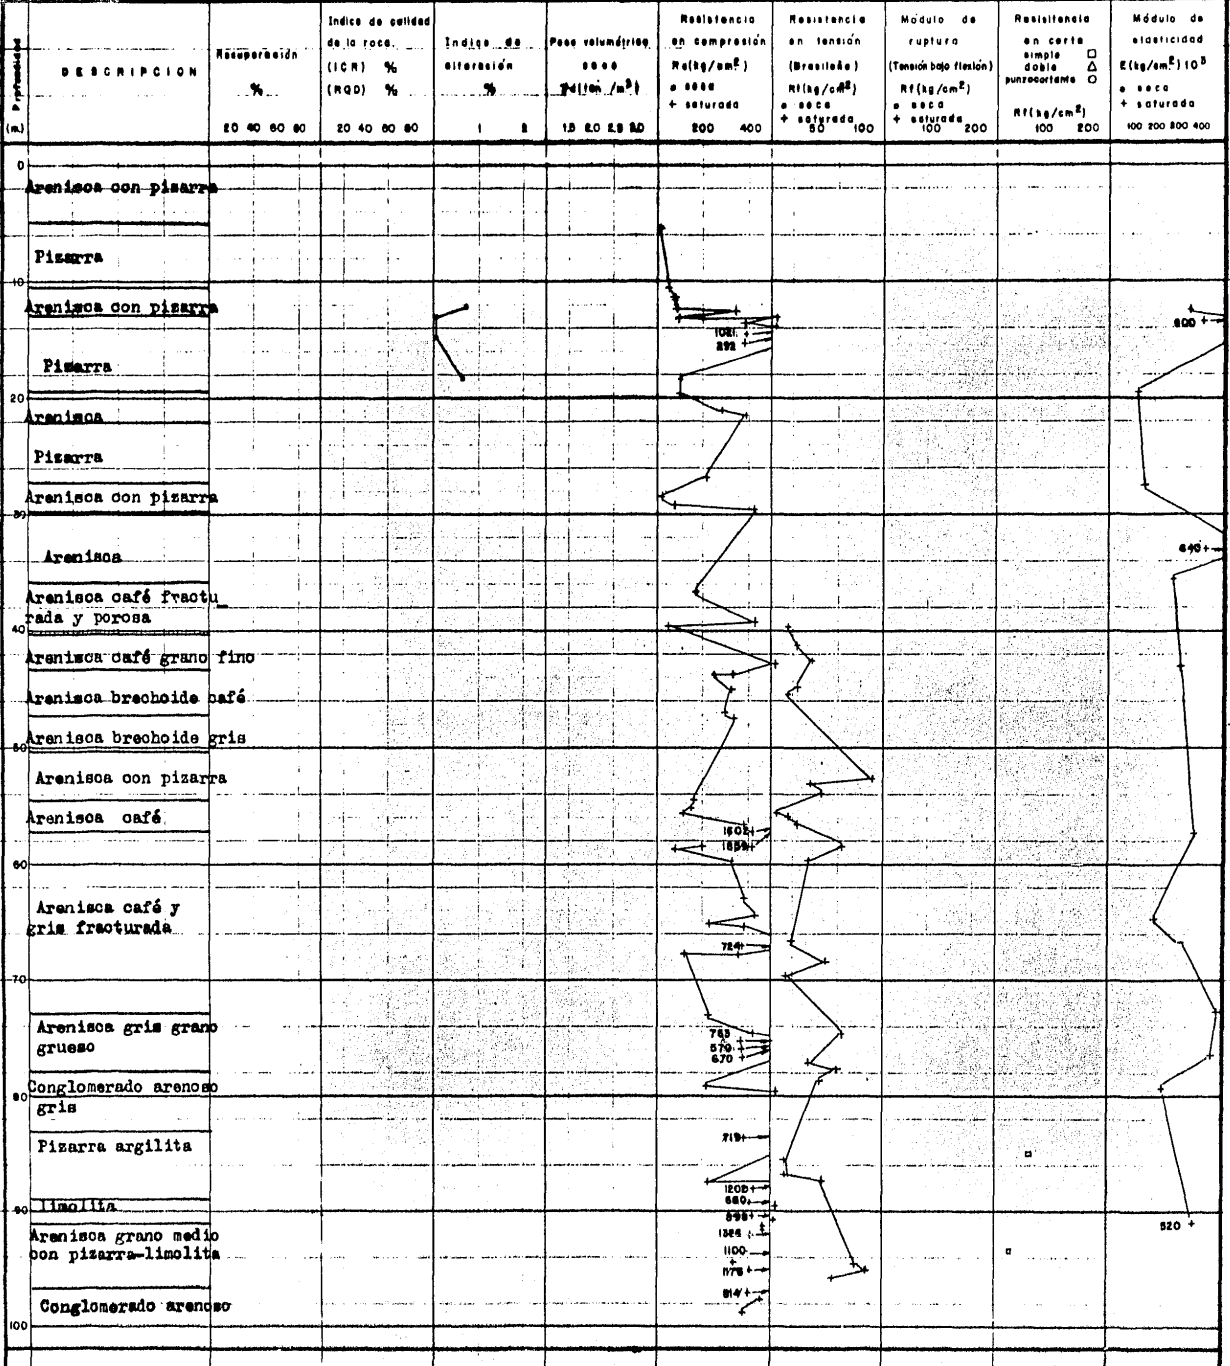 Profundidad
(m.)
DESCRIPCION
Recuperación
%
20 40 60 80
Indice de calidad
de la roca.
(ICR) %
(RQD) %
20 40 60 80
Indice de
alteración
%
1 2
Peso volumétrico
seco
(ton /m³)
1.5 2.0 2.5 3.0
Resistencia
en compresión
Rc(kg/cm²)
• seca
+ saturada
200 400
Resistencia
en tensión
(Brasileña)
Rt(kg/cm²)
• seca
+ saturada
50 100
Módulo de
ruptura
(Tensión bajo flexión)
Rf(kg/cm²)
• seca
+ saturada
100 200
Resistencia
en corte
simple □
doble △
punzocortante ○
Rf(kg/cm²)
100 200
Módulo de
elasticidad
E(kg/cm²) 10³
• seca
+ saturada
100 200 300 400
0
Arenisca con pizarra
Pizarra
10
Arenisca con pizarra
600
1021
292
Pizarra
20
Arenisca
Pizarra
Arenisca con pizarra
30
640
Arenisca
Arenisca café fractu_
rada y porosa
40
Arenisca café grano fino
Arenisca brechoide café
Arenisca brechoide gris
50
Arenisca con pizarra
Arenisca café
1602
60
Arenisca café y
gris fracturada
724
70
Arenisca gris grano
grueso
570
670
Conglomerado arenoso
80
gris
719
Pizarra argilita
limolita
90
520
Arenisca grano medio
con pizarra-limolita
1100
Conglomerado arenoso
814
100